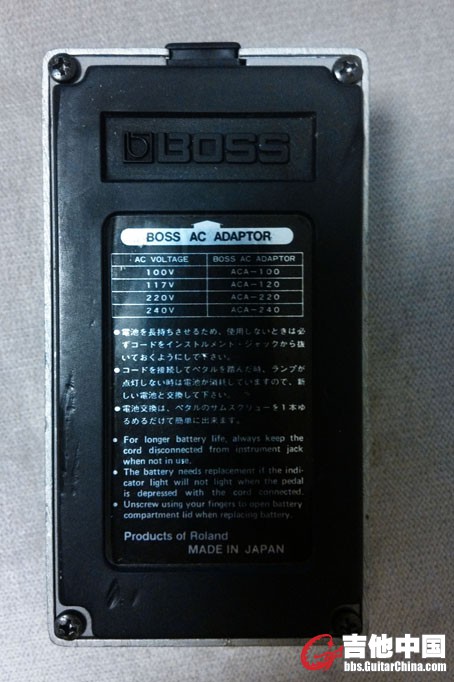 BOSS
BOSS AC ADAPTOR
AC VOLTAGE BOSS AC ADAPTOR
100V ACA-100
117V ACA-120
220V ACA-220
240V ACA-240
●電池を長持ちさせるため、使用しないときは必
ずコードをインストルメント・ジャックから抜
いておくようにして下さい。
●コードを接続してペタルを踏んだ時、ランプが
点灯しない時は電池が消耗していますので、新
しい電池と交換して下さい。
●電池交換は、ペタルのサムスクリューを1本ゆ
るめるだけで簡単に出来ます。
● For longer battery life, always keep the
cord disconnected from instrument jack
when not in use.
● The battery needs replacement if the indi-
cator light will not light when the pedal
is depressed with the cord connected.
● Unscrew using your fingers to open battery
compartment lid when replacing battery.
Products of Roland
MADE IN JAPAN
吉他中国
bbs.GuitarChina.com